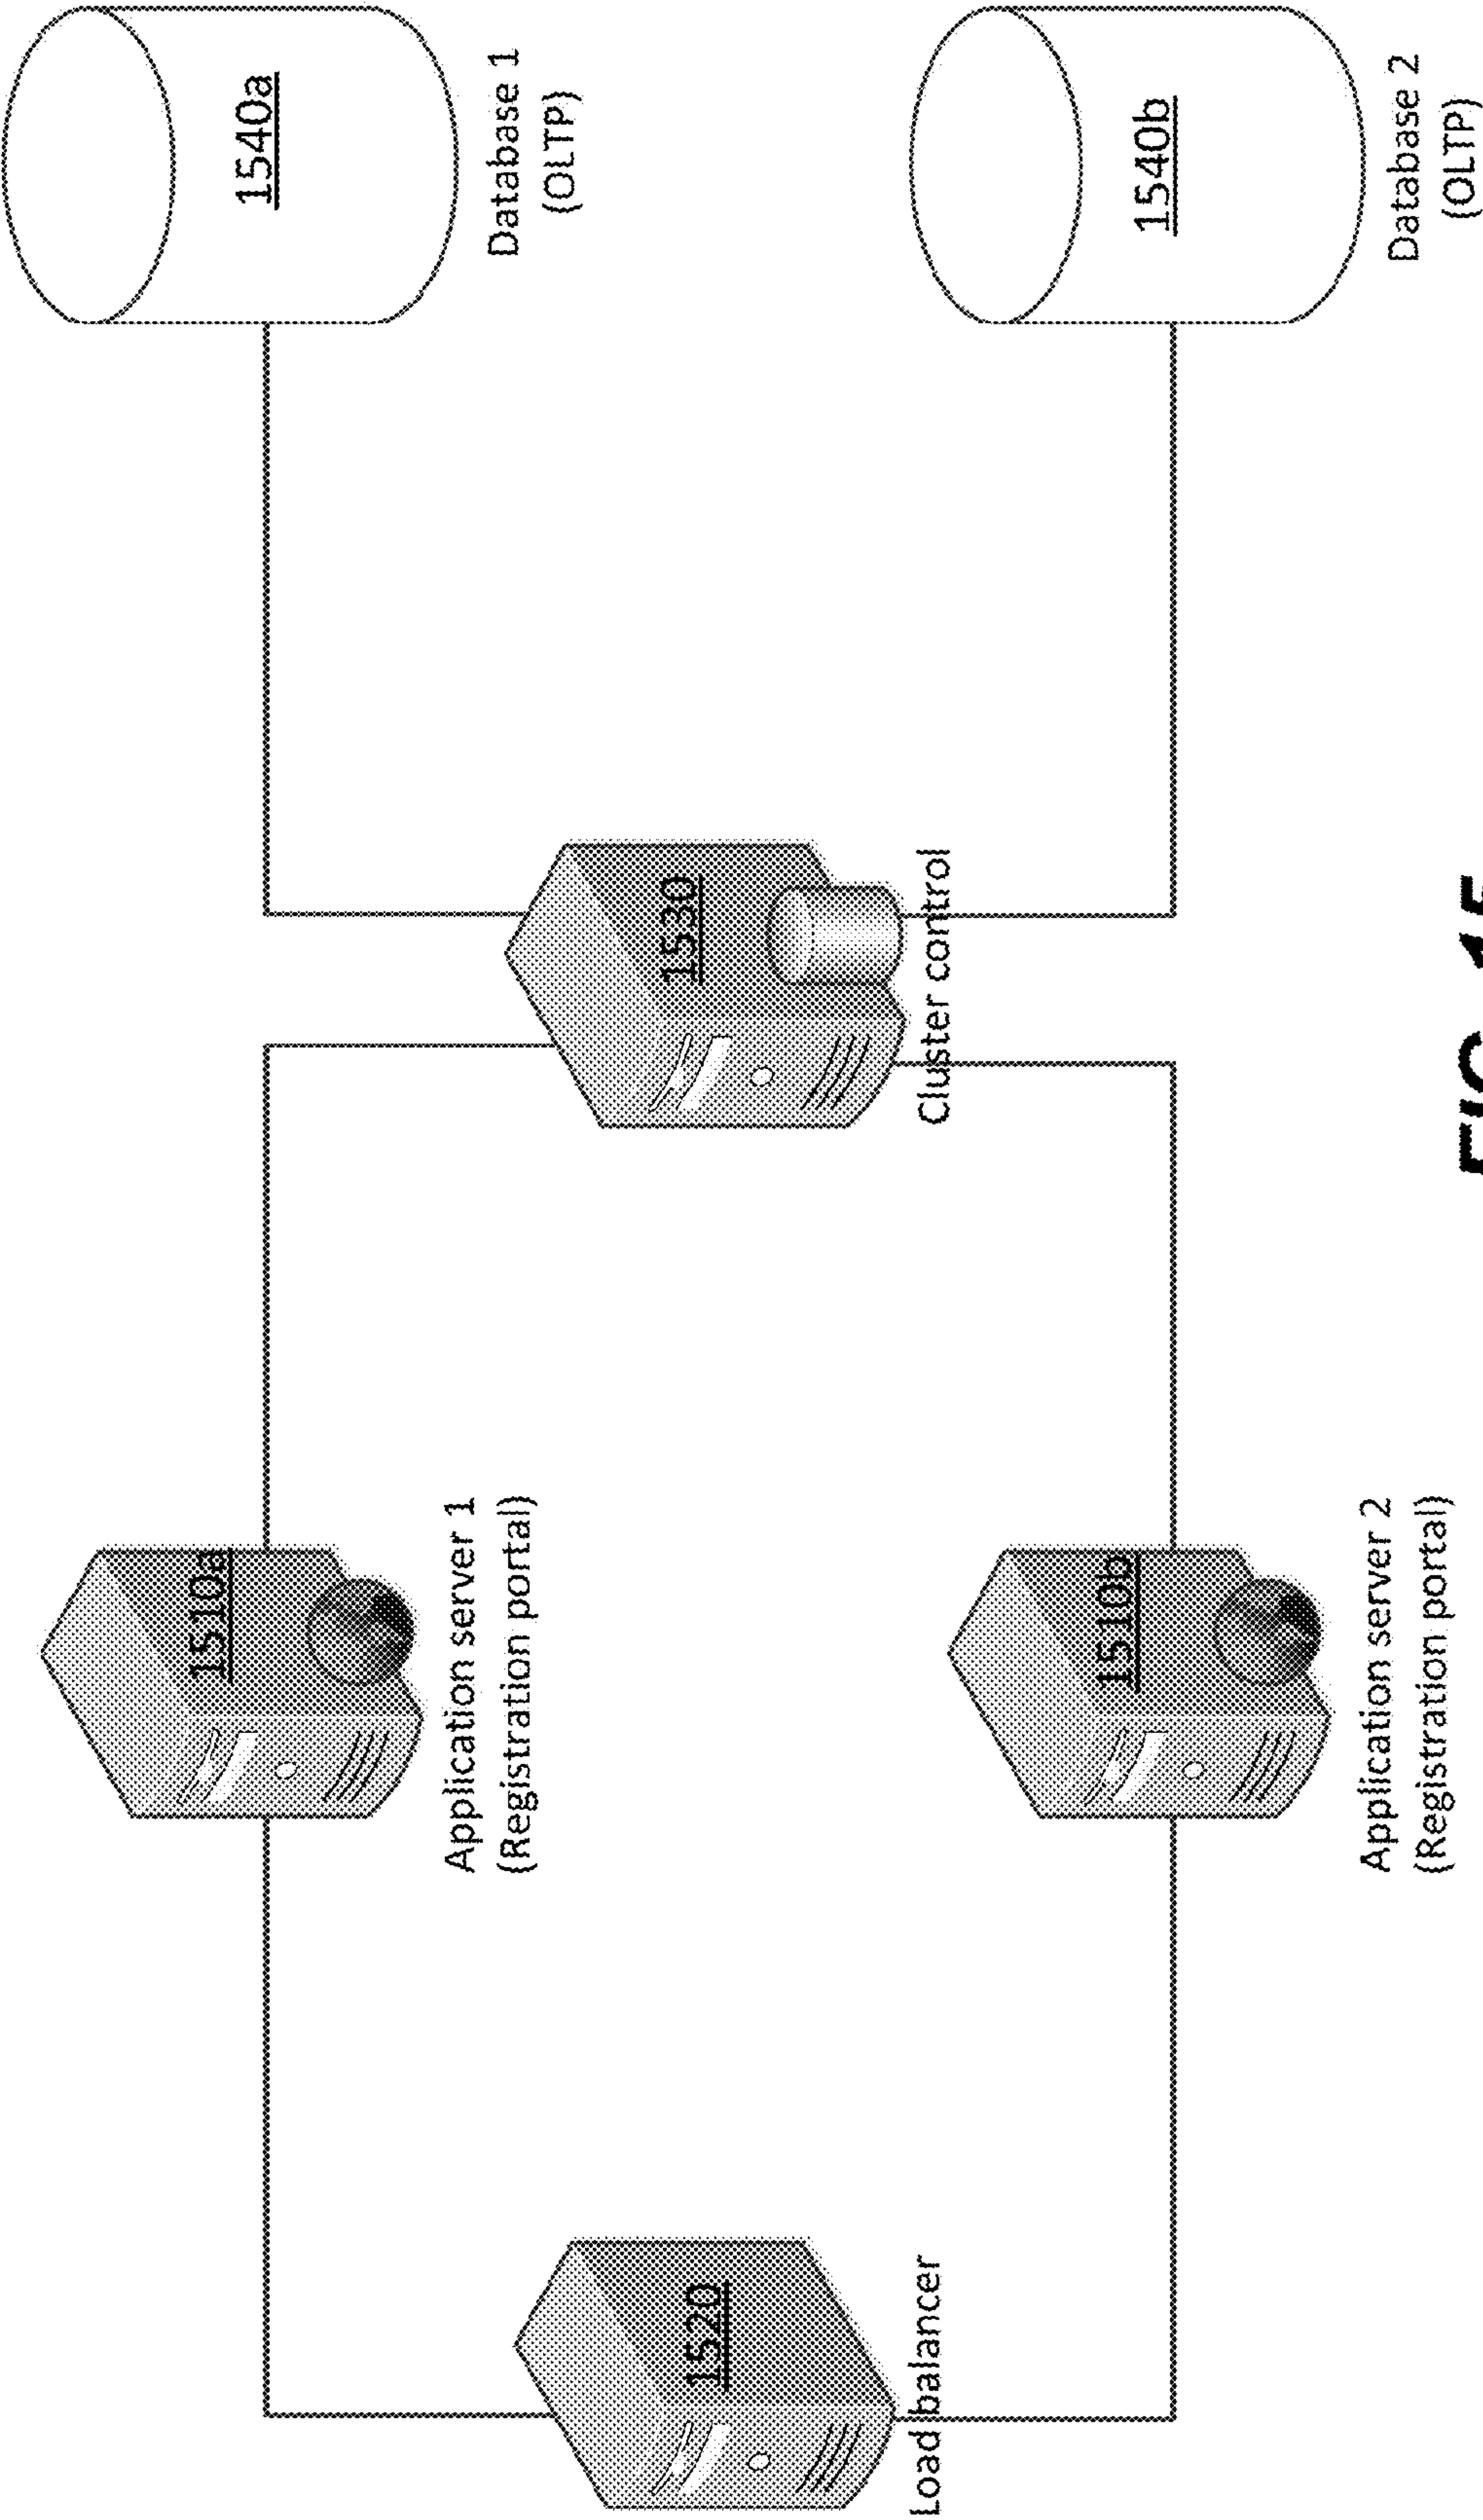 1540a
Database 1
(OLTP)
1510a
Application server 1
(Registration portal)
1520
Load balancer
1530
Cluster control
1540b
Database 2
(OLTP)
1510b
Application server 2
(Registration portal)